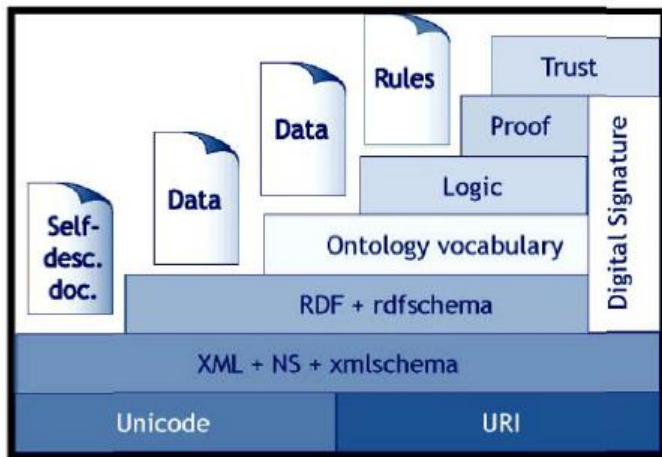 Rules
Trust
Data
Proof
Data
Logic
Self-
desc.
doc.
Ontology vocabulary
Digital Signature
RDF + rdfschema
XML + NS + xmlschema
Unicode
URI